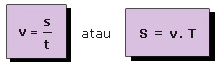 v = s/t atau S = v. T